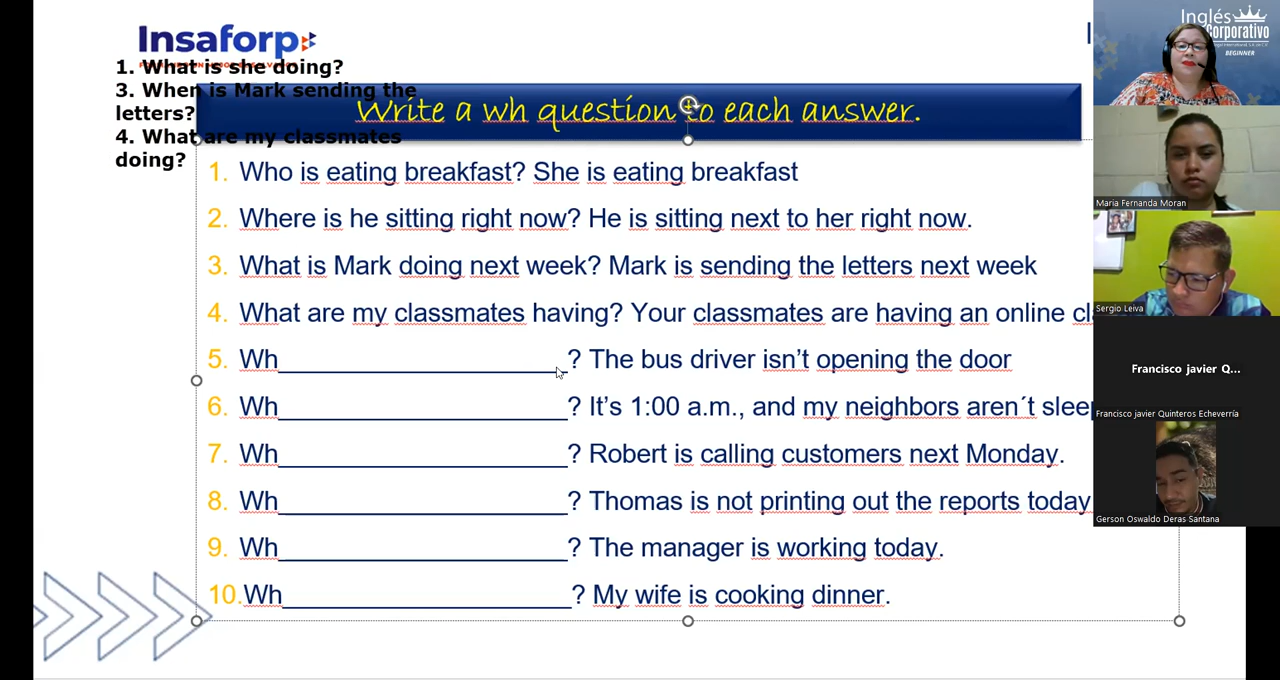 Insaforp
1. What is she doing?
3. When is Mark sending the
letters?
4. What are my classmates
doing?
Write a wh question to each answer.
1. Who is eating breakfast? She is eating breakfast
2. Where is he sitting right now? He is sitting next to her right now.
3. What is Mark doing next week? Mark is sending the letters next week
4. What are my classmates having? Your classmates are having an online cl
5. Wh____________________? The bus driver isn't opening the door
6. Wh____________________? It's 1:00 a.m., and my neighbors aren´t slee
7. Wh____________________? Robert is calling customers next Monday.
8. Wh____________________? Thomas is not printing out the reports today
9. Wh____________________? The manager is working today.
10. Wh____________________? My wife is cooking dinner.
Inglés
Corporativo
BEGINNER
Maria Fernanda Moran
Sergio Leiva
Francisco javier Q...
Francisco javier Quinteros Echeverría
Gerson Oswaldo Deras Santana